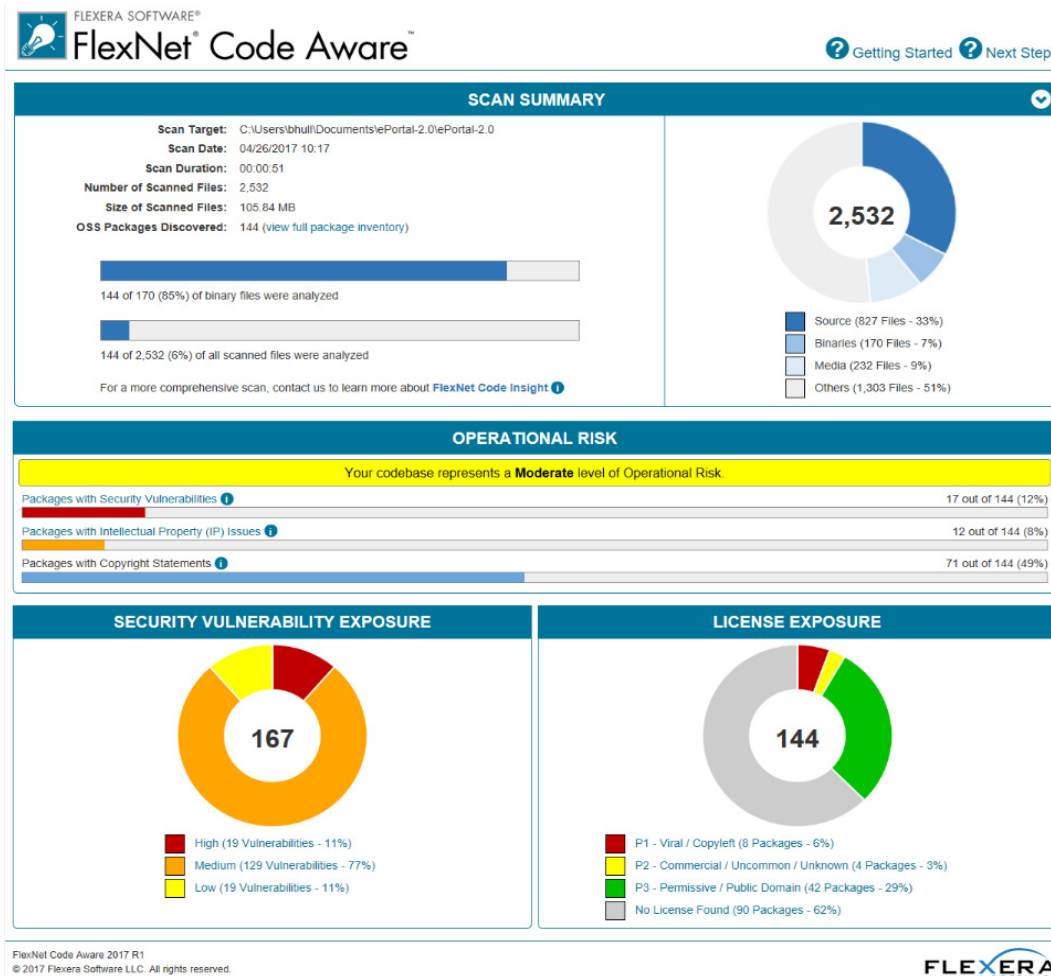 FLEXERA SOFTWARE®
FlexNet® Code Aware™
? Getting Started ? Next Step
SCAN SUMMARY
Scan Target: C:\Users\bhull\Documents\ePortal-2.0\ePortal-2.0
Scan Date: 04/26/2017 10:17
Scan Duration: 00:00:51
Number of Scanned Files: 2,532
Size of Scanned Files: 105.84 MB
OSS Packages Discovered: 144 (view full package inventory)
144 of 170 (85%) of binary files were analyzed
144 of 2,532 (6%) of all scanned files were analyzed
For a more comprehensive scan, contact us to learn more about FlexNet Code Insight i
2,532
Source (827 Files - 33%)
Binaries (170 Files - 7%)
Media (232 Files - 9%)
Others (1,303 Files - 51%)
OPERATIONAL RISK
Your codebase represents a Moderate level of Operational Risk.
Packages with Security Vulnerabilities i 17 out of 144 (12%)
Packages with Intellectual Property (IP) Issues i 12 out of 144 (8%)
Packages with Copyright Statements i 71 out of 144 (49%)
SECURITY VULNERABILITY EXPOSURE
167
High (19 Vulnerabilities - 11%)
Medium (129 Vulnerabilities - 77%)
Low (19 Vulnerabilities - 11%)
LICENSE EXPOSURE
144
P1 - Viral / Copyleft (8 Packages - 6%)
P2 - Commercial / Uncommon / Unknown (4 Packages - 3%)
P3 - Permissive / Public Domain (42 Packages - 29%)
No License Found (90 Packages - 62%)
FlexNet Code Aware 2017 R1
© 2017 Flexera Software LLC. All rights reserved.
FLEXERA